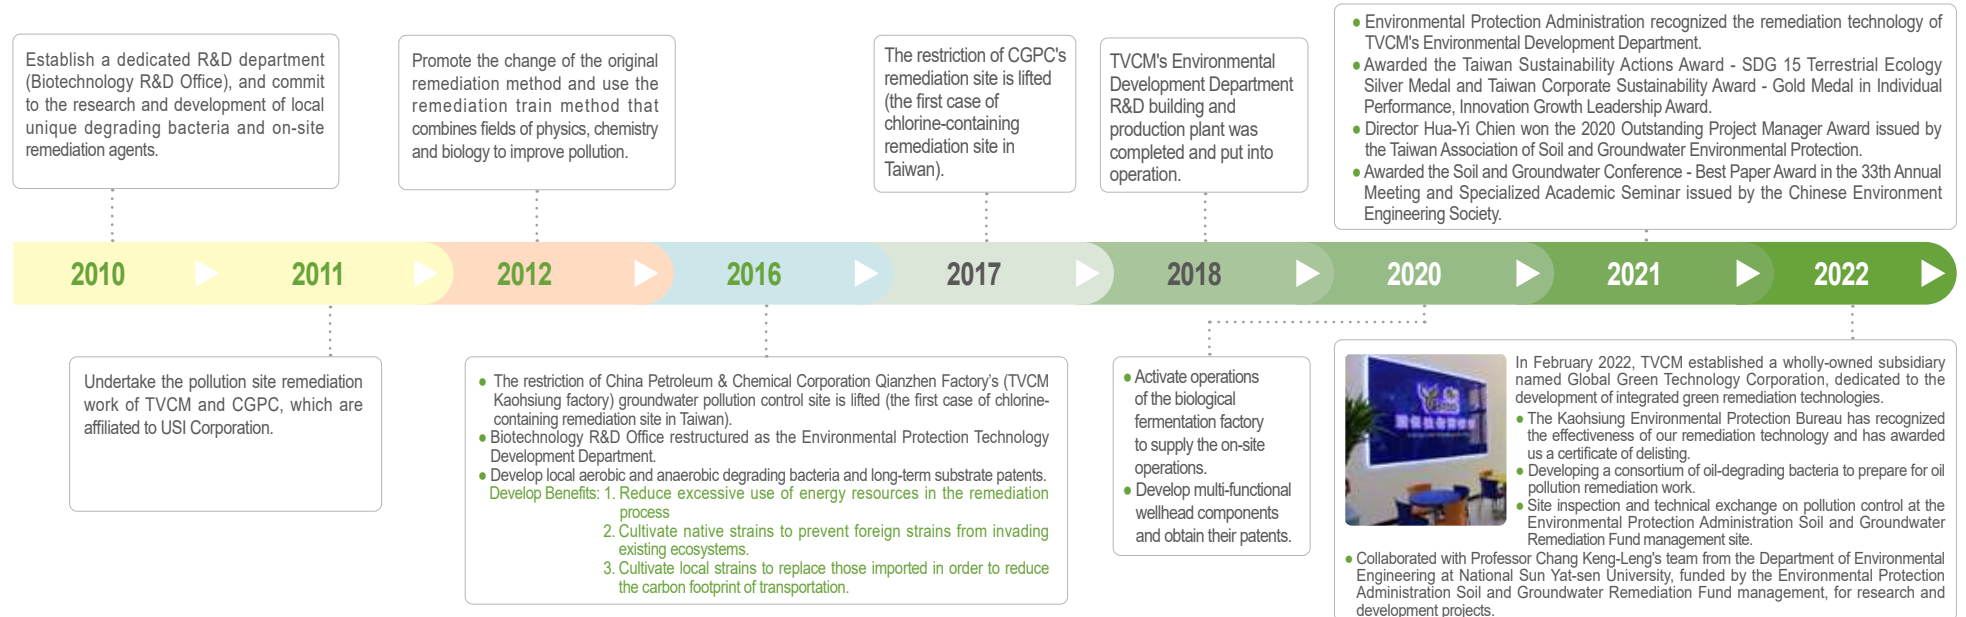 Establish a dedicated R&D department
(Biotechnology R&D Office), and commit
to the research and development of local
unique degrading bacteria and on-site
remediation agents.
Promote the change of the original
remediation method and use the
remediation train method that
combines fields of physics, chemistry
and biology to improve pollution.
The restriction of CGPC's
remediation site is lifted
(the first case of
chlorine-containing
remediation site in
Taiwan).
TVCM's Environmental
Development Department
R&D building and
production plant was
completed and put into
operation.
● Environmental Protection Administration recognized the remediation technology of
TVCM's Environmental Development Department.
● Awarded the Taiwan Sustainability Actions Award - SDG 15 Terrestrial Ecology
Silver Medal and Taiwan Corporate Sustainability Award - Gold Medal in Individual
Performance, Innovation Growth Leadership Award.
● Director Hua-Yi Chien won the 2020 Outstanding Project Manager Award issued by
the Taiwan Association of Soil and Groundwater Environmental Protection.
● Awarded the Soil and Groundwater Conference - Best Paper Award in the 33th Annual
Meeting and Specialized Academic Seminar issued by the Chinese Environment
Engineering Society.
2010
2011
2012
2016
2017
2018
2020
2021
2022
Undertake the pollution site remediation
work of TVCM and CGPC, which are
affiliated to USI Corporation.
● The restriction of China Petroleum & Chemical Corporation Qianzhen Factory's (TVCM
Kaohsiung factory) groundwater pollution control site is lifted (the first case of chlorine-
containing remediation site in Taiwan).
● Biotechnology R&D Office restructured as the Environmental Protection Technology
Development Department.
● Develop local aerobic and anaerobic degrading bacteria and long-term substrate patents.
Develop Benefits: 1. Reduce excessive use of energy resources in the remediation
process
2. Cultivate native strains to prevent foreign strains from invading
existing ecosystems.
3. Cultivate local strains to replace those imported in order to reduce
the carbon footprint of transportation.
● Activate operations
of the biological
fermentation factory
to supply the on-site
operations.
● Develop multi-functional
wellhead components
and obtain their patents.
In February 2022, TVCM established a wholly-owned subsidiary
named Global Green Technology Corporation, dedicated to the
development of integrated green remediation technologies.
● The Kaohsiung Environmental Protection Bureau has recognized
the effectiveness of our remediation technology and has awarded
us a certificate of delisting.
● Developing a consortium of oil-degrading bacteria to prepare for oil
pollution remediation work.
● Site inspection and technical exchange on pollution control at the
Environmental Protection Administration Soil and Groundwater
Remediation Fund management site.
● Collaborated with Professor Chang Keng-Leng's team from the Department of Environmental
Engineering at National Sun Yat-sen University, funded by the Environmental Protection
Administration Soil and Groundwater Remediation Fund management, for research and
development projects.